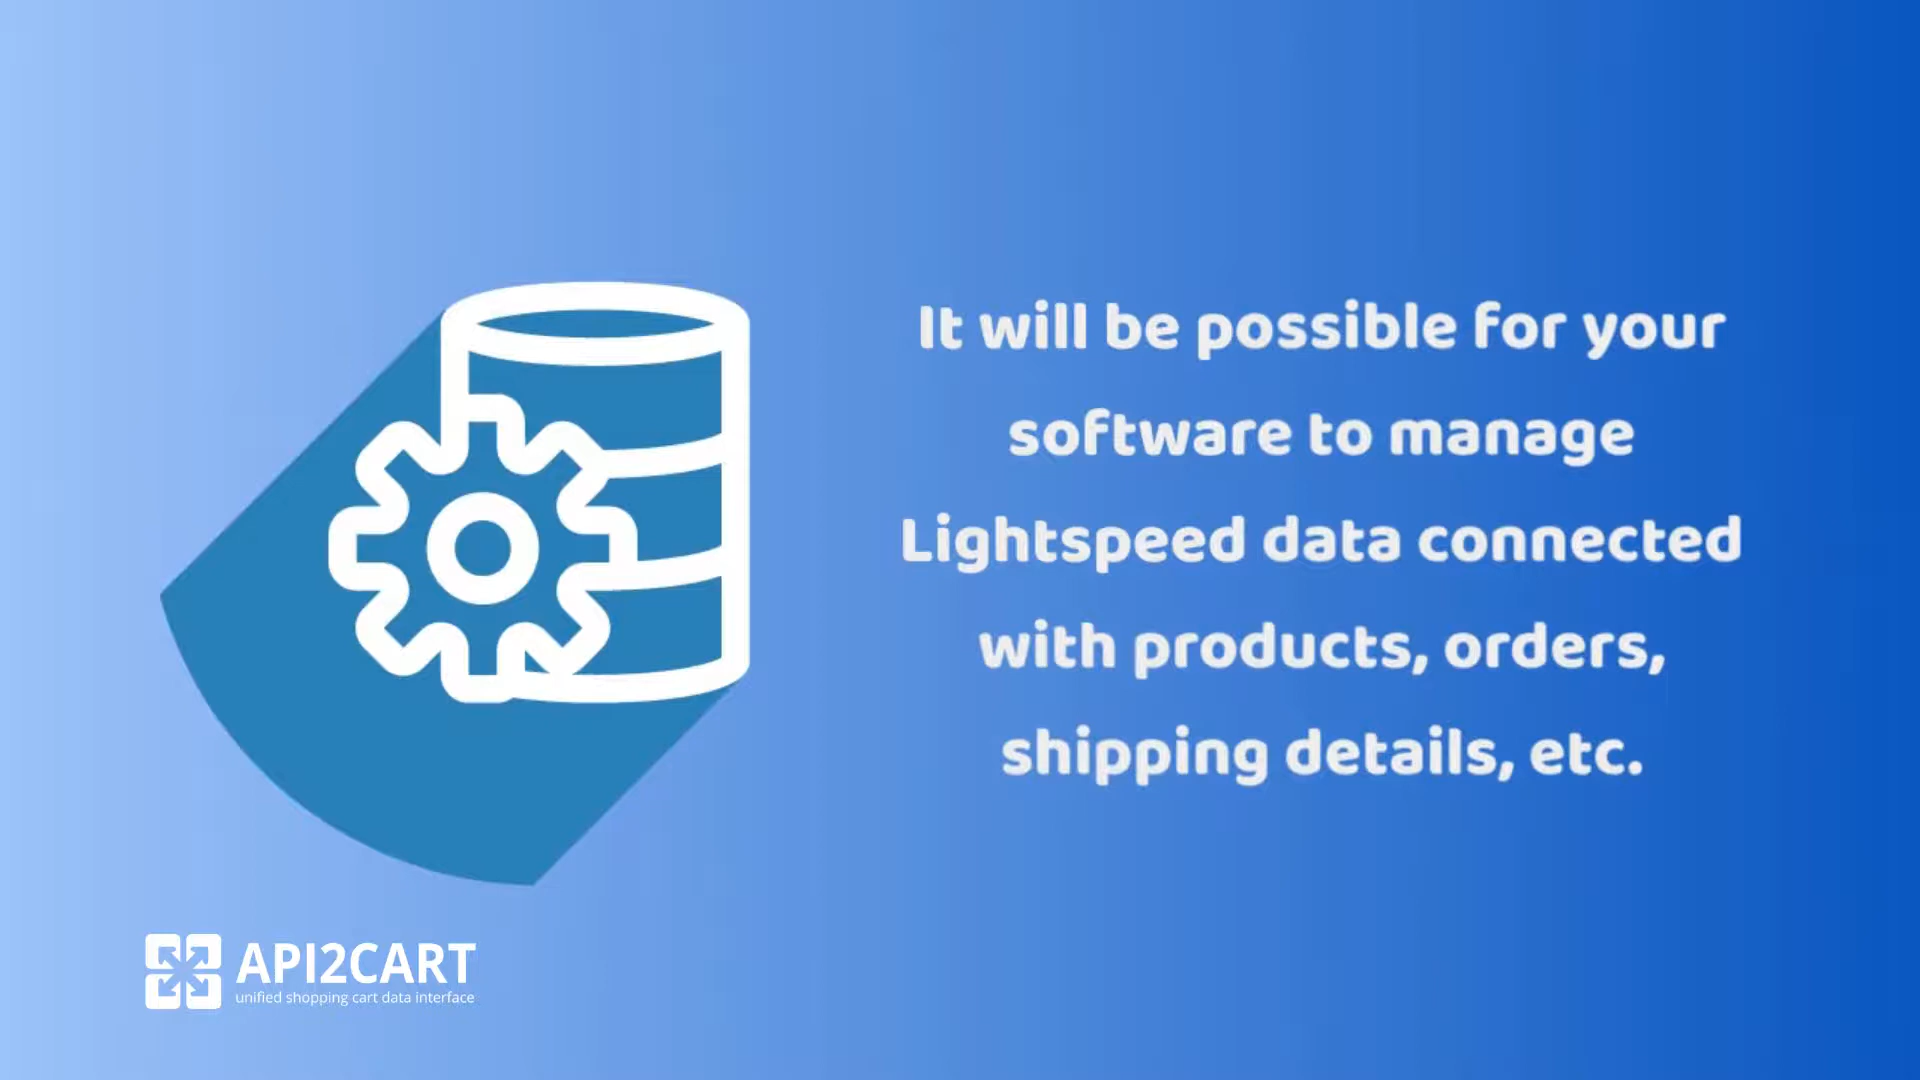 It will be possible for your
software to manage
Lightspeed data connected
with products, orders,
shipping details, etc.
API2CART
unified shopping cart data interface